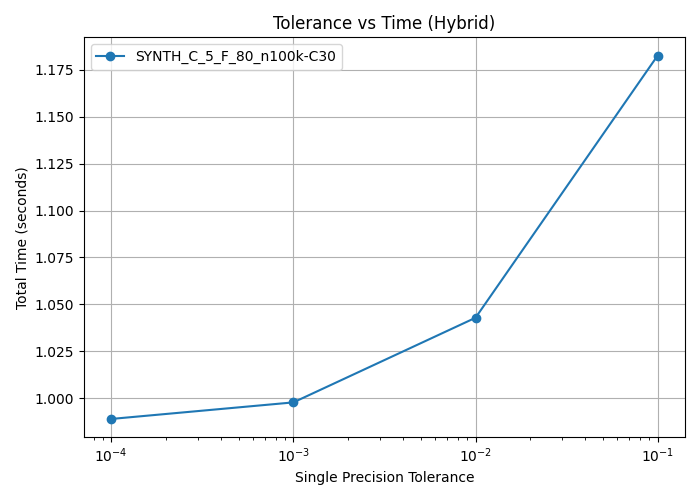 Tolerance vs Time (Hybrid)
SYNTH_C_5_F_80_n100k-C30
Total Time (seconds)
1.175
1.150
1.125
1.100
1.075
1.050
1.025
1.000
10⁻⁴ 10⁻³ 10⁻² 10⁻¹
Single Precision Tolerance